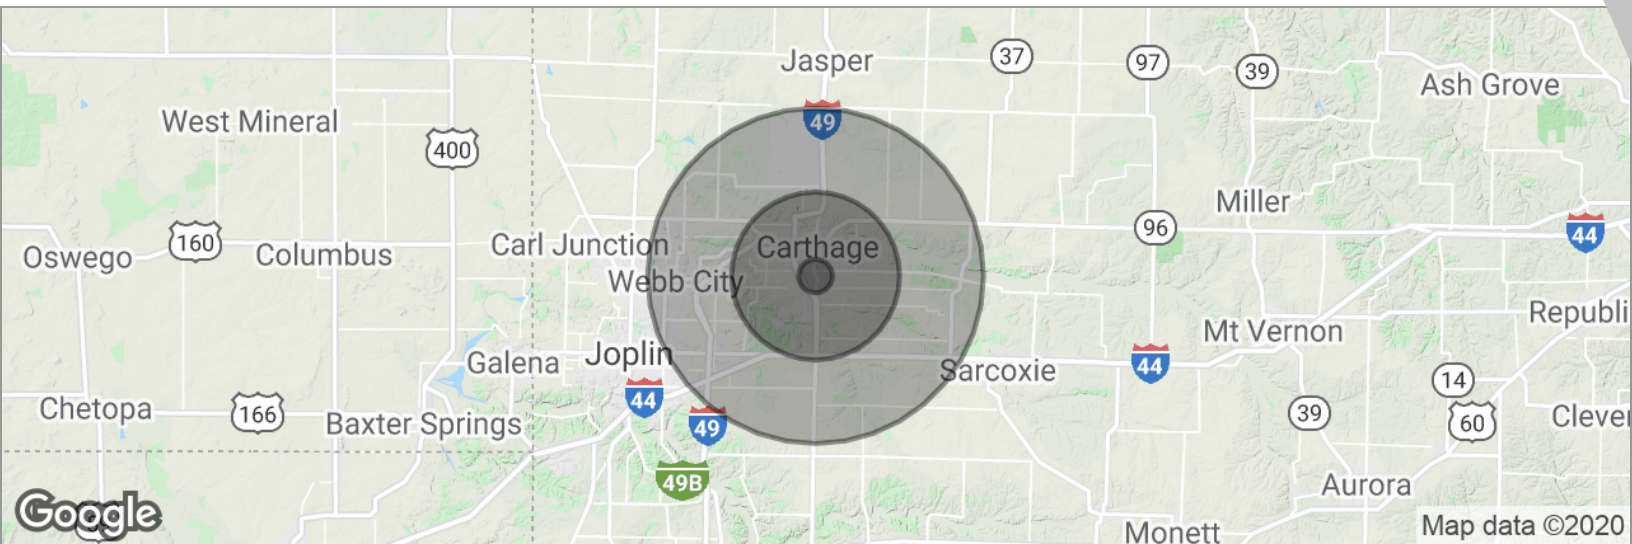 Jasper
37
97
39
Ash Grove
West Mineral
49
400
Miller
160
96
44
Oswego
Columbus
Carl Junction
Carthage
Webb City
Republi
Mt Vernon
Galena
Joplin
Sarcoxie
44
14
44
Chetopa
166
Baxter Springs
49
39
60
Clever
49B
Aurora
Google
Monett
Map data ©2020